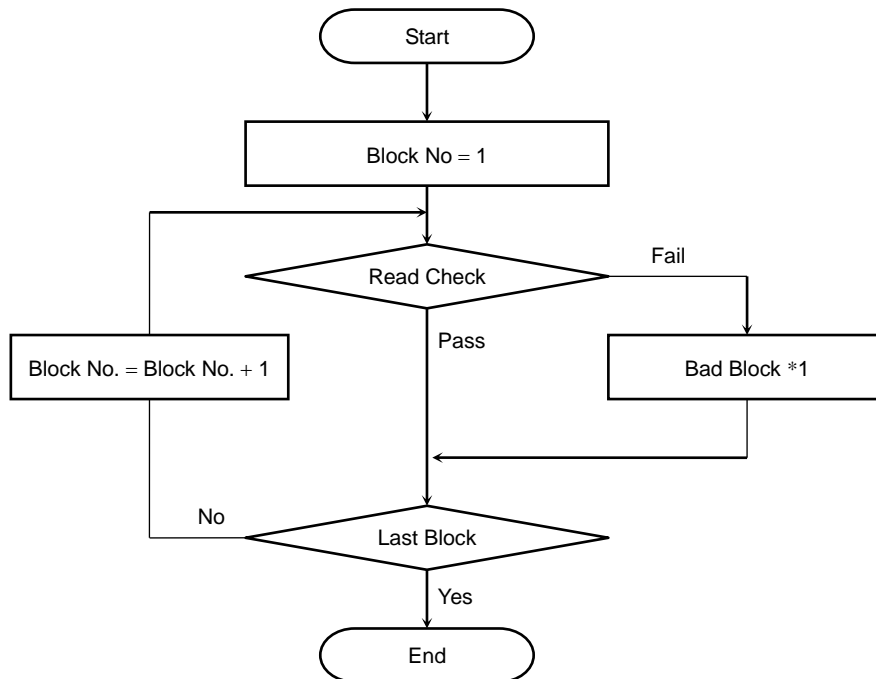 Start
Block No = 1
Read Check
Fail
Pass
Block No. = Block No. + 1
Bad Block *1
No
Last Block
Yes
End